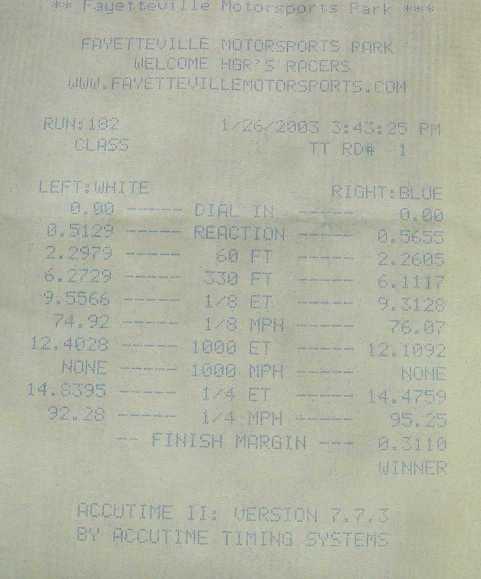 ** Fayetteville Motorsports Park ***
FAYETTEVILLE MOTORSPORTS PARK
WELCOME HGR'S RACERS
WWW.FAYETTEVILLEMOTORSPORTS.COM
RUN:102 1/26/2003 3:43:25 PM
CLASS TT RD# 1
LEFT:WHITE RIGHT:BLUE
0.00 ----- DIAL IN ----- 0.00
0.5129 ----- REACTION ----- 0.5655
2.2979 ----- 60 FT ----- 2.2605
6.2729 ----- 330 FT ----- 6.1117
9.5566 ----- 1/8 ET ----- 9.3128
74.92 ----- 1/8 MPH ----- 76.07
12.4028 ----- 1000 ET ----- 12.1092
NONE ----- 1000 MPH ----- NONE
14.8395 ----- 1/4 ET ----- 14.4759
92.28 ----- 1/4 MPH ----- 95.25
-- FINISH MARGIN --- 0.3110
WINNER
ACCUTIME II: VERSION 7.7.3
BY ACCUTIME TIMING SYSTEMS